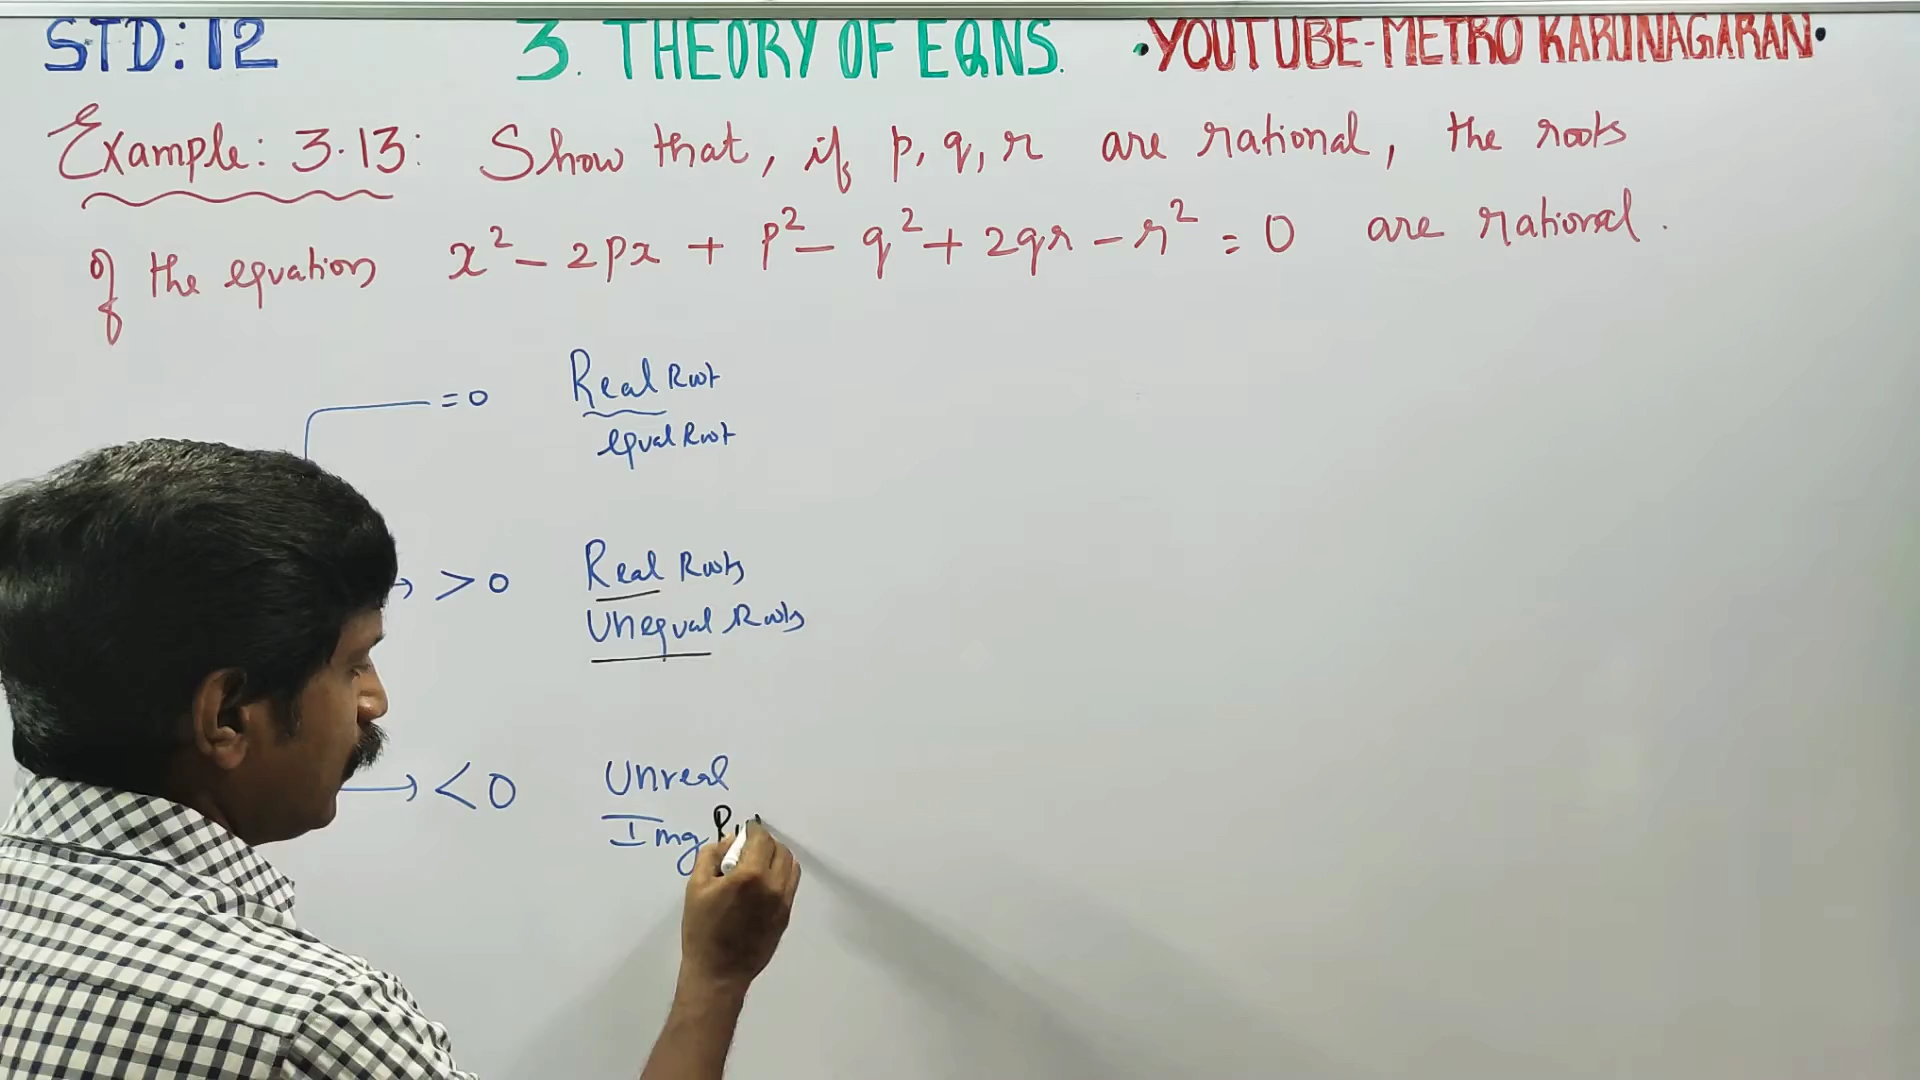 STD: 12 3. THEORY OF EQNS. •YOUTUBE-METRO KARUNAGARAN•
Example: 3.13: Show that, if p, q, r are rational, the roots
of the equation x² - 2px + p² - q² + 2qr - r² = 0 are rational.
= 0 Real Root
equal Root
> 0 Real Roots
Unequal Roots
< 0 Unreal
Img